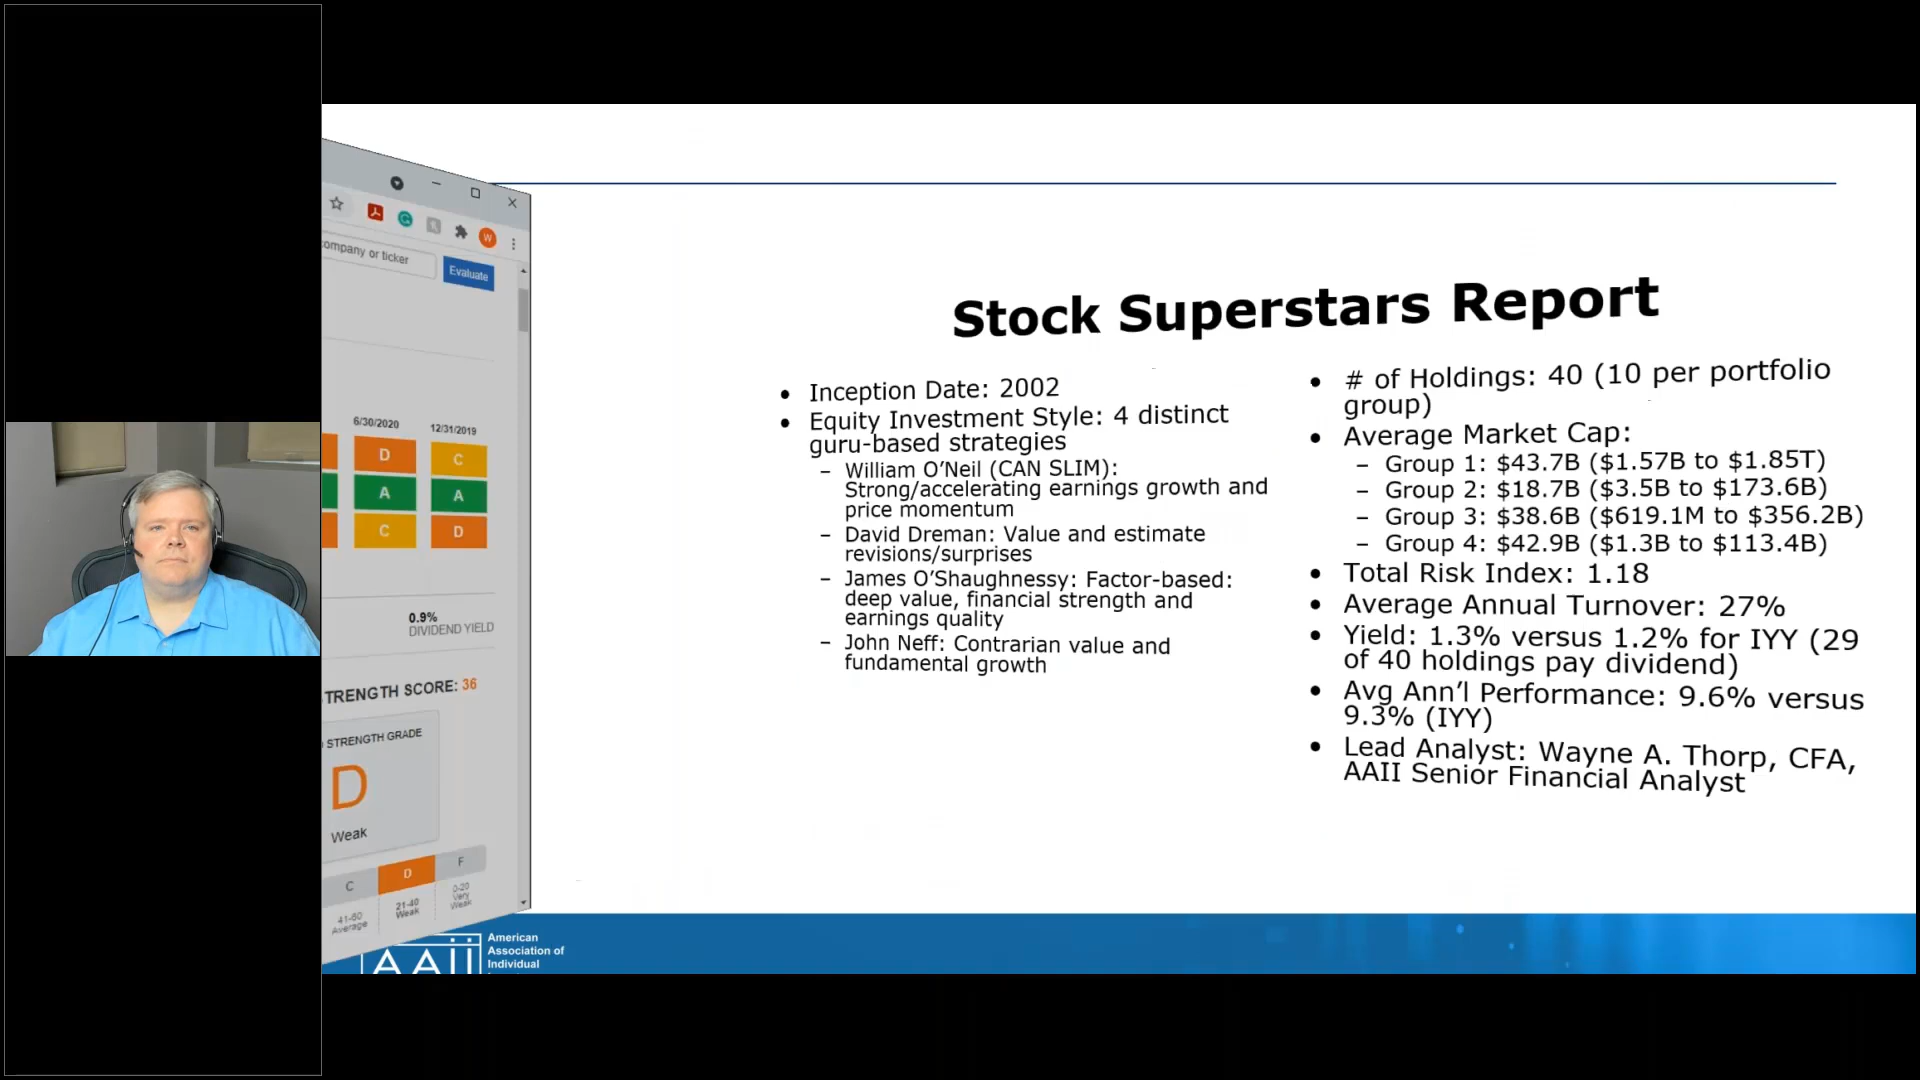 W
ompany or ticker
Evaluate
6/30/2020
12/31/2019
D
C
A
A
C
D
0.9%
DIVIDEND YIELD
TRENGTH SCORE: 36
STRENGTH GRADE
D
Weak
C
D
F
41-60
Average
21-40
Weak
0-20
Very
Weak
Stock Superstars Report
• Inception Date: 2002
• Equity Investment Style: 4 distinct
guru-based strategies
– William O’Neil (CAN SLIM):
Strong/accelerating earnings growth and
price momentum
– David Dreman: Value and estimate
revisions/surprises
– James O’Shaughnessy: Factor-based:
deep value, financial strength and
earnings quality
– John Neff: Contrarian value and
fundamental growth
• # of Holdings: 40 (10 per portfolio
group)
• Average Market Cap:
– Group 1: $43.7B ($1.57B to $1.85T)
– Group 2: $18.7B ($3.5B to $173.6B)
– Group 3: $38.6B ($619.1M to $356.2B)
– Group 4: $42.9B ($1.3B to $113.4B)
• Total Risk Index: 1.18
• Average Annual Turnover: 27%
• Yield: 1.3% versus 1.2% for IYY (29
of 40 holdings pay dividend)
• Avg Ann’l Performance: 9.6% versus
9.3% (IYY)
• Lead Analyst: Wayne A. Thorp, CFA,
AAII Senior Financial Analyst
AAII
American
Association of
Individual